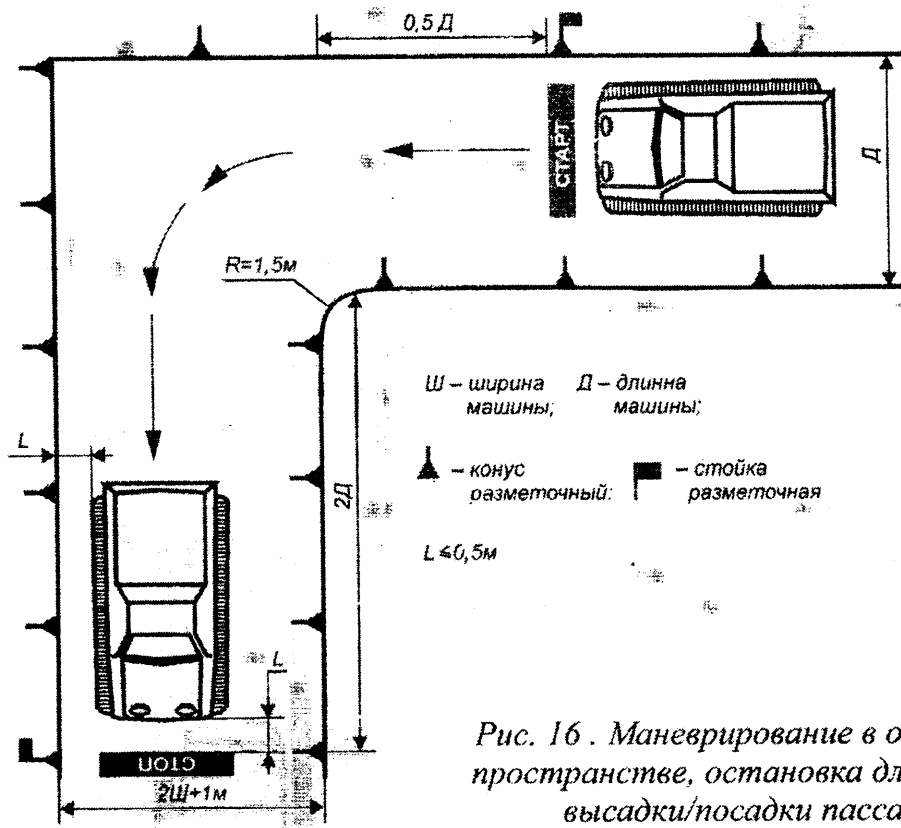 0,5 Д
СТАРТ
Д
R=1,5м
Ш – ширина машины;
Д – длинна машины;
L
– конус
разметочный:
– стойка
разметочная
2Д
L ≤0,5м
L
СТОП
2Ш+1м
Рис. 16 . Маневрирование в о
пространстве, остановка дл
высадки/посадки пасса